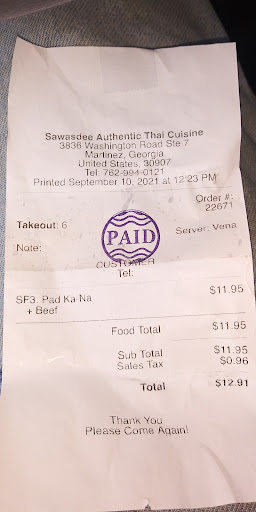 Sawasdee Authentic Thai Cuisine
3836 Washington Road Ste 7
Martinez, Georgia
United States, 30907
Tel: 762-994-0121
Printed September 10, 2021 at 12:23 PM
Order #:
22671
Takeout: 6
Server: Vena
PAID
Note:
CUSTOMER
Tel:
SF3. Pad Ka-Na $11.95
+ Beef
Food Total $11.95
Sub Total $11.95
Sales Tax $0.96
Total $12.91
Thank You
Please Come Again!